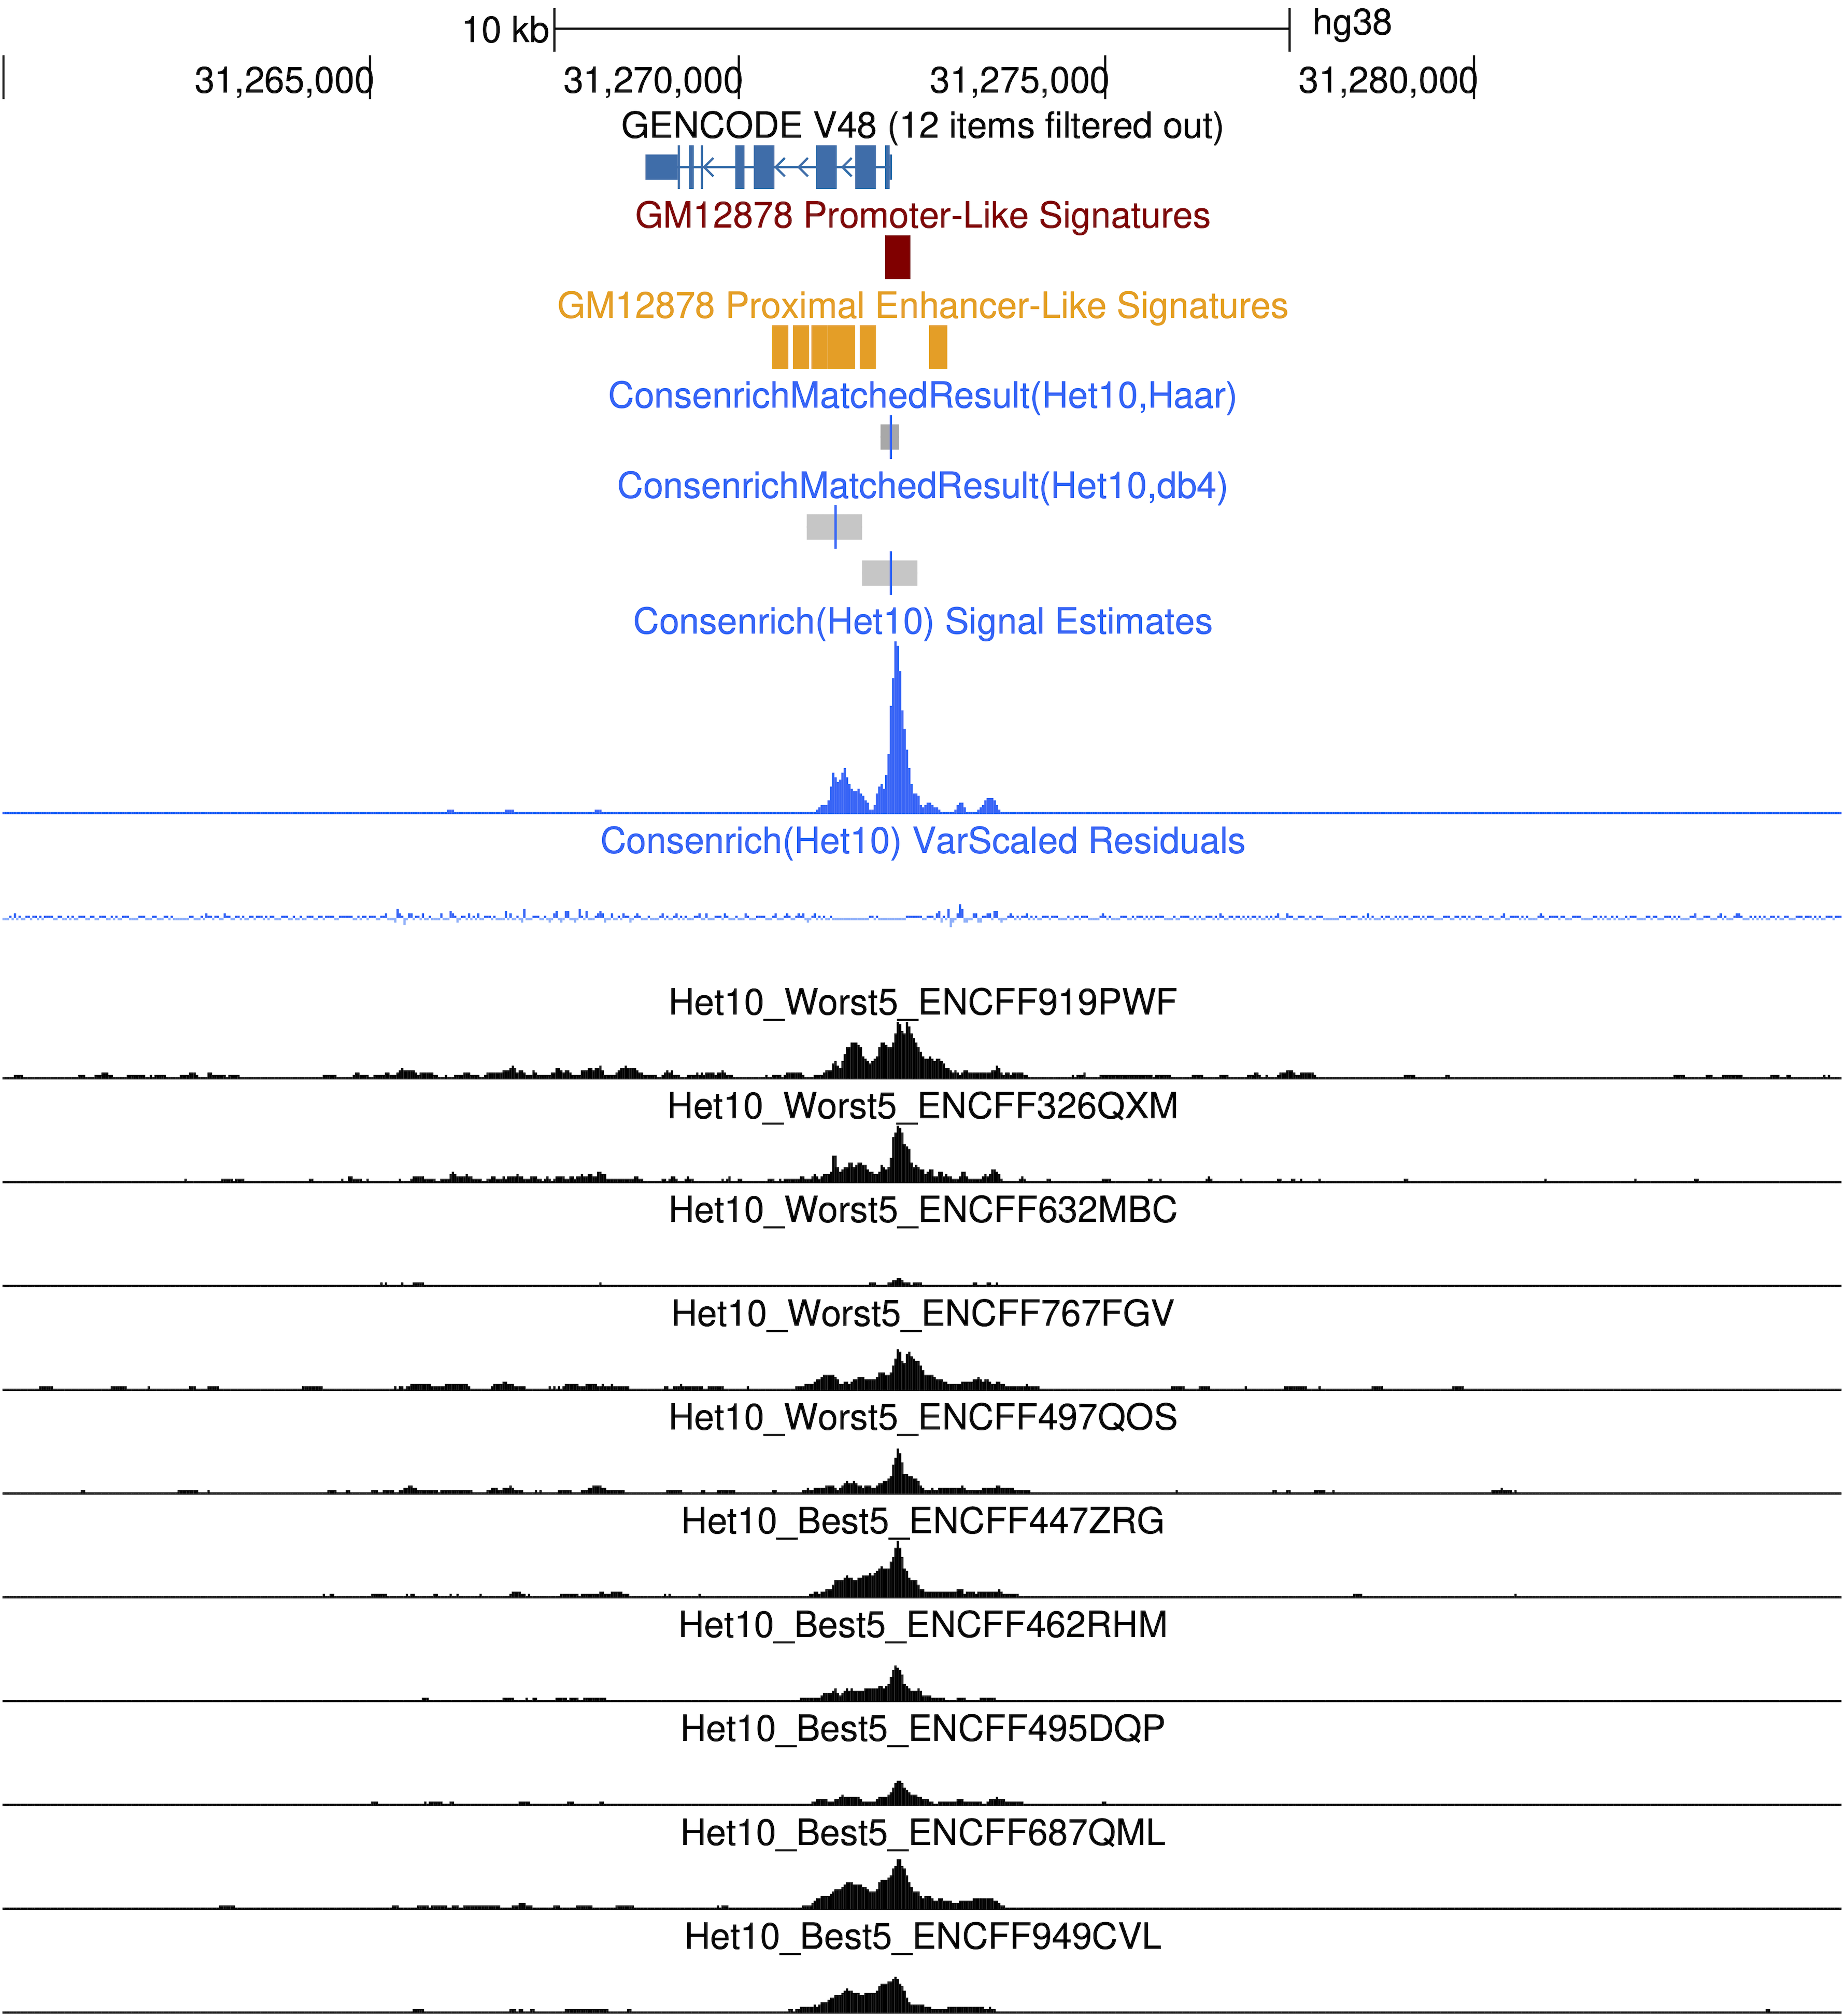 10 kb hg38
31,265,000 31,270,000 31,275,000 31,280,000
GENCODE V48 (12 items filtered out)
GM12878 Promoter-Like Signatures
GM12878 Proximal Enhancer-Like Signatures
ConsenrichMatchedResult(Het10,Haar)
ConsenrichMatchedResult(Het10,db4)
Consenrich(Het10) Signal Estimates
Consenrich(Het10) VarScaled Residuals
Het10_Worst5_ENCFF919PWF
Het10_Worst5_ENCFF326QXM
Het10_Worst5_ENCFF632MBC
Het10_Worst5_ENCFF767FGV
Het10_Worst5_ENCFF497QOS
Het10_Best5_ENCFF447ZRG
Het10_Best5_ENCFF462RHM
Het10_Best5_ENCFF495DQP
Het10_Best5_ENCFF687QML
Het10_Best5_ENCFF949CVL